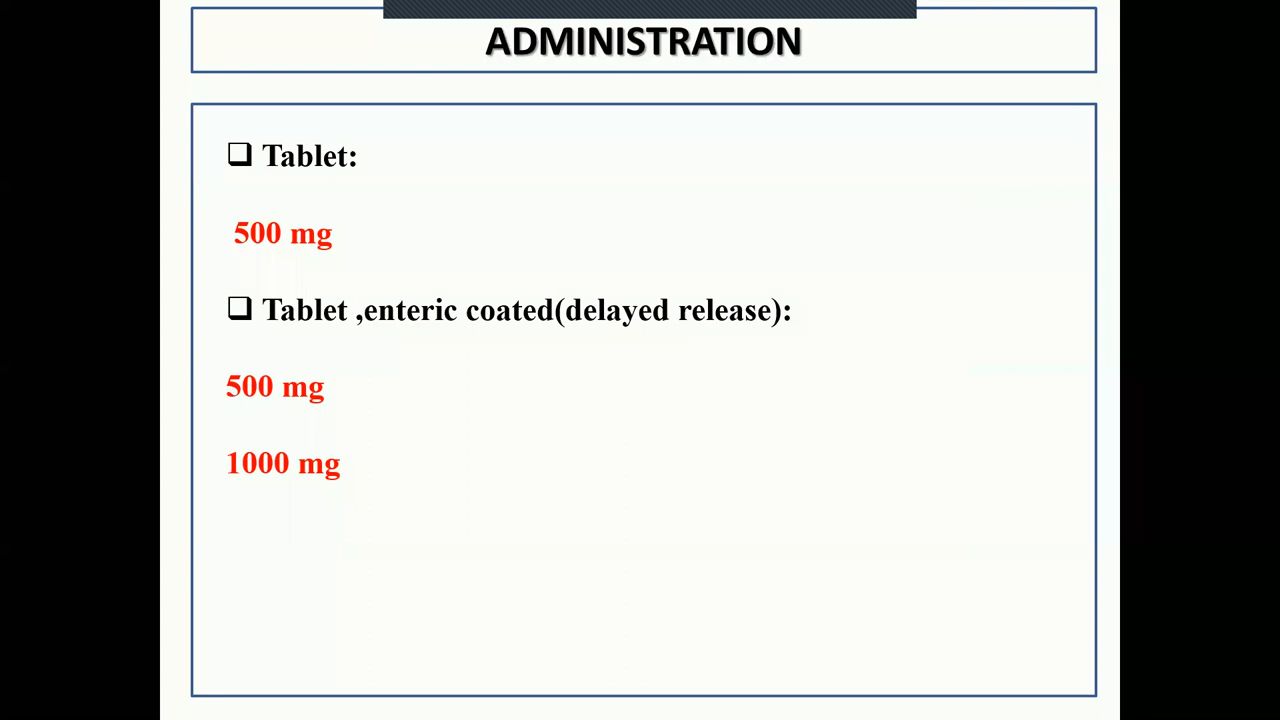 ADMINISTRATION
❑ Tablet:
500 mg
❑ Tablet ,enteric coated(delayed release):
500 mg
1000 mg